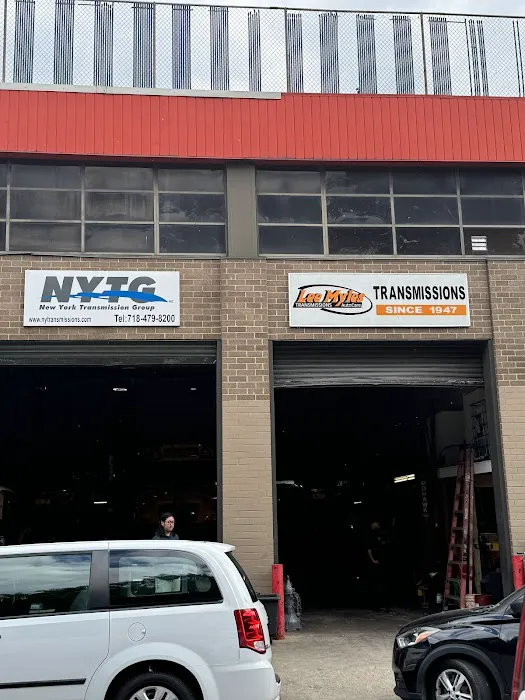 NYTG
New York Transmission Group
www.nytransmissions.com Tel:718-479-8200
Lee Myles TRANSMISSIONS
TRANSMISSIONS AutoCare SINCE 1947